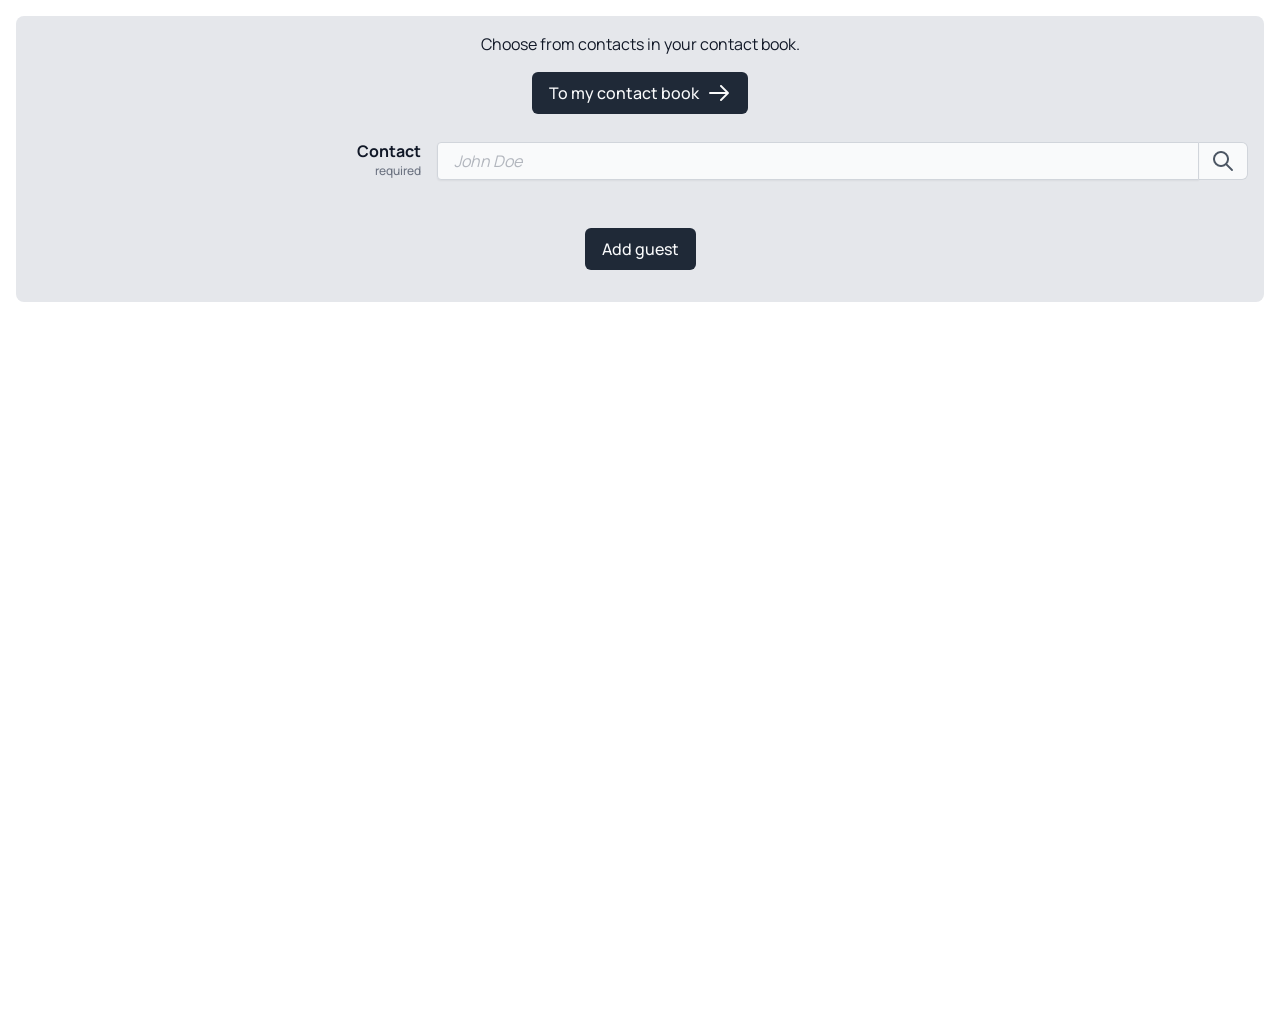 Choose from contacts in your contact book.
To my contact book
Contact
required
John Doe
Add guest